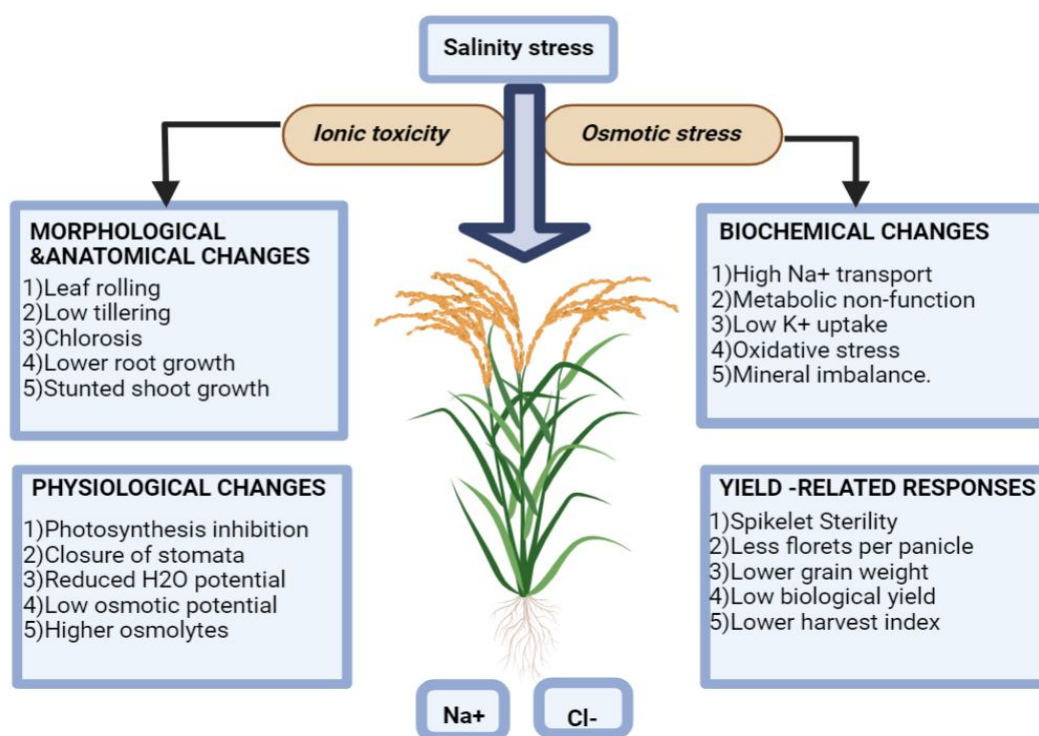 Salinity stress
Ionic toxicity
Osmotic stress
MORPHOLOGICAL
&ANATOMICAL CHANGES
1)Leaf rolling
2)Low tillering
3)Chlorosis
4)Lower root growth
5)Stunted shoot growth
BIOCHEMICAL CHANGES
1)High Na+ transport
2)Metabolic non-function
3)Low K+ uptake
4)Oxidative stress
5)Mineral imbalance.
PHYSIOLOGICAL CHANGES
1)Photosynthesis inhibition
2)Closure of stomata
3)Reduced H2O potential
4)Low osmotic potential
5)Higher osmolytes
YIELD -RELATED RESPONSES
1)Spikelet Sterility
2)Less florets per panicle
3)Lower grain weight
4)Low biological yield
5)Lower harvest index
Na+
Cl-